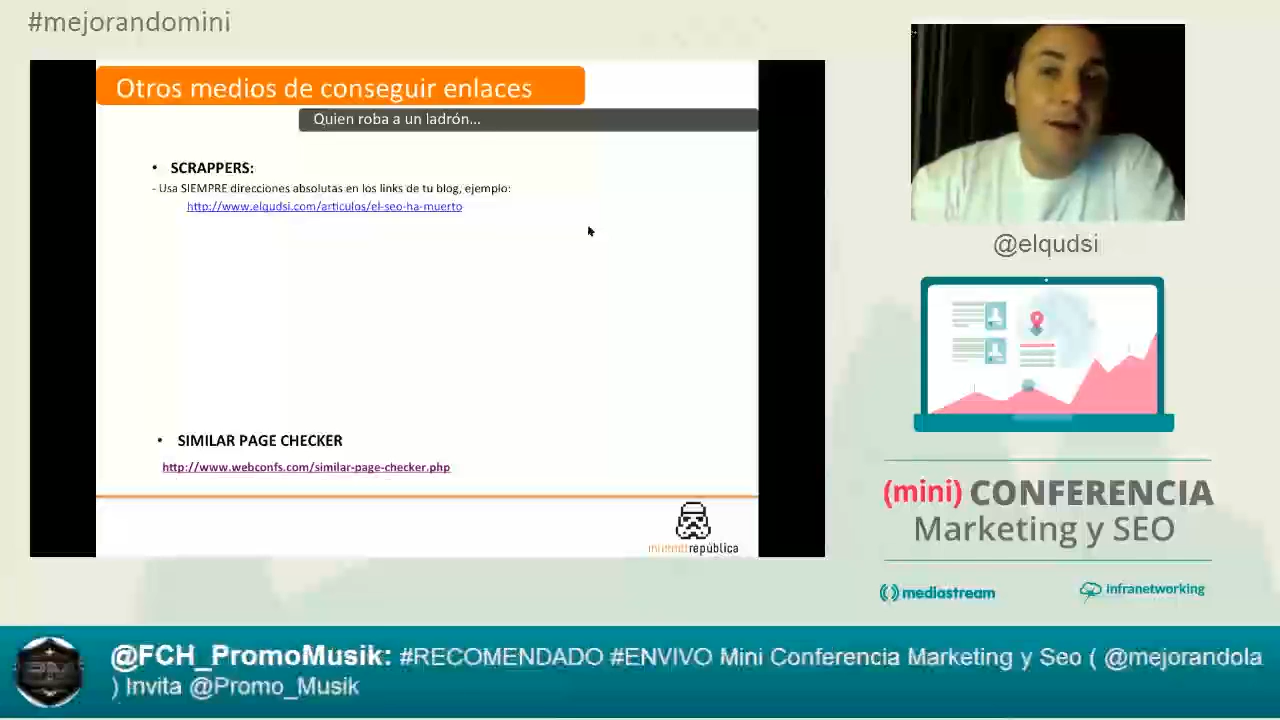 #mejorandomini
Otros medios de conseguir enlaces
Quien roba a un ladrón...
• SCRAPPERS:
- Usa SIEMPRE direcciones absolutas en los links de tu blog, ejemplo:
http://www.elqudsi.com/articulos/el-seo-ha-muerto
• SIMILAR PAGE CHECKER
http://www.webconfs.com/similar-page-checker.php
república
@elqudsi
(mini) CONFERENCIA
Marketing y SEO
mediastream
infranetworking
@FCH_PromoMusik: #RECOMENDADO #ENVIVO Mini Conferencia Marketing y Seo ( @mejorandola
) Invita @Promo_Musik